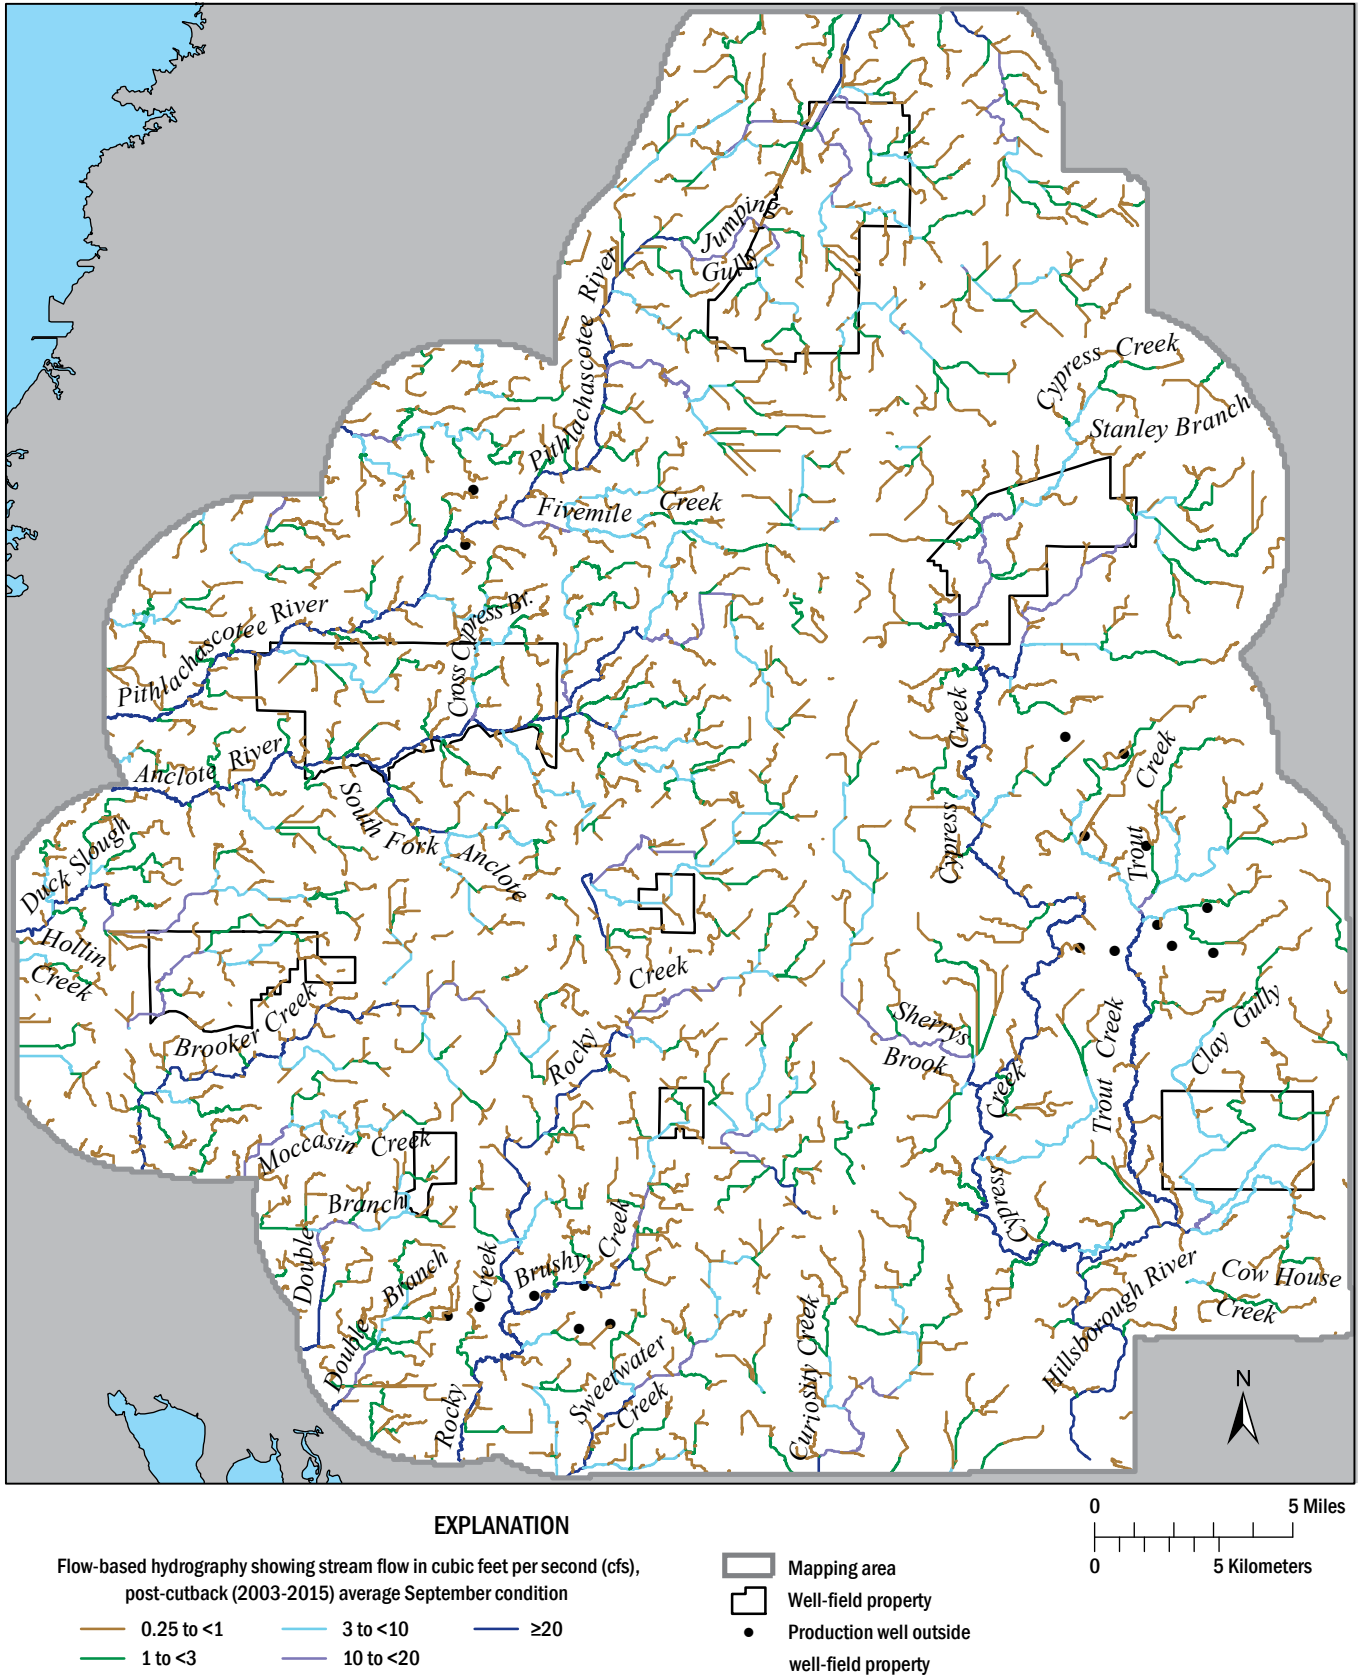 Jumping
Gully
Pithlachascotee River
Cypress Creek
Stanley Branch
Fivemile Creek
Cross Cypress Br.
Pithlachascotee River
Anclote River
South Fork Anclote
Cypress Creek
Trout Creek
Duck Slough
Hollin
Creek
Brooker Creek
Rocky Creek
Sherrys
Brook
Creek
Trout Creek
Clay Gully
Moccasin Creek
Branch
Double
Double Branch
Creek
Brushy Creek
Cypress
Hillsborough River
Cow House
Creek
Rocky
Sweetwater
Creek
Curiosity Creek
N
0 5 Miles
0 5 Kilometers
EXPLANATION
Flow-based hydrography showing stream flow in cubic feet per second (cfs),
post-cutback (2003-2015) average September condition
0.25 to <1
3 to <10
≥20
1 to <3
10 to <20
Mapping area
Well-field property
Production well outside
well-field property